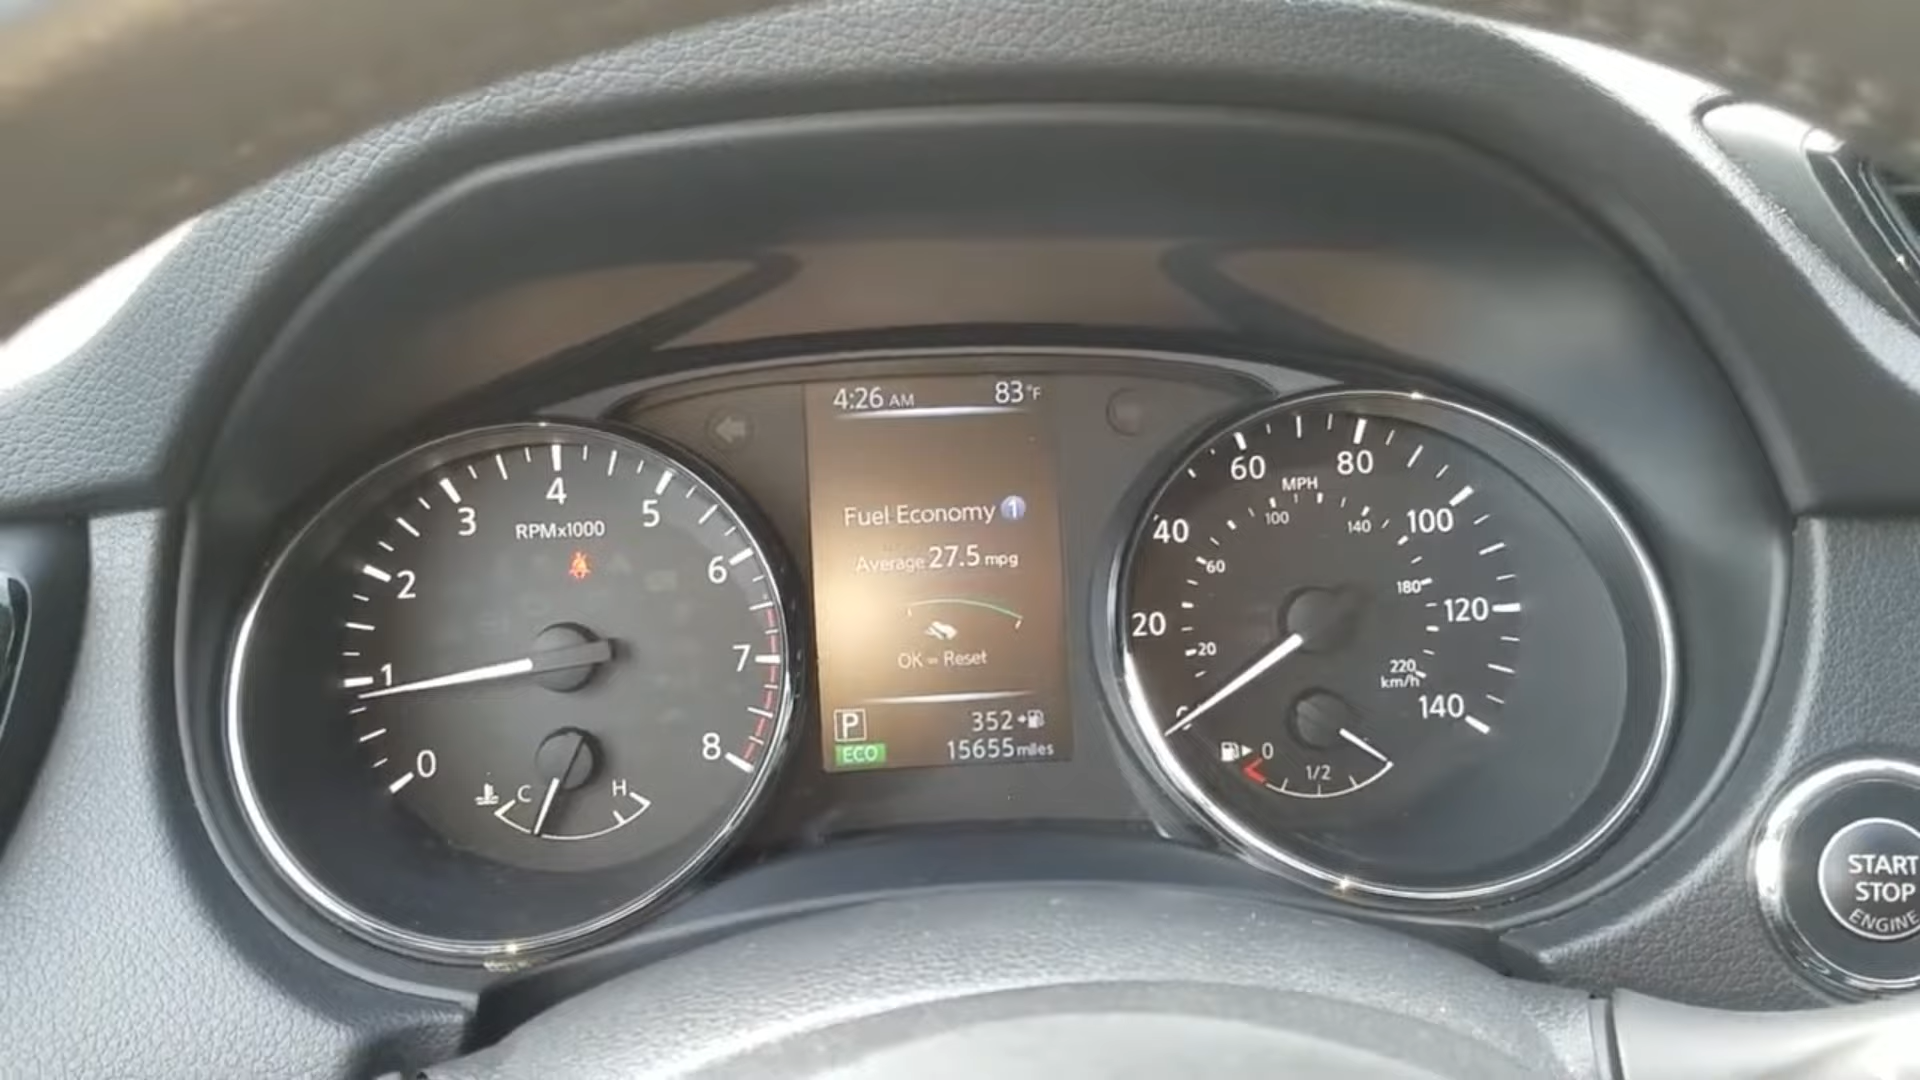 4:26 AM 83°F
Fuel Economy 1
Average 27.5 mpg
OK = Reset
P 352
ECO 15655 miles
0
1
2
3
4
5
6
7
8
RPMx1000
C H
20
40
60
80
100
120
140
MPH
20
60
100
140
180
220
km/h
0 1/2
START
STOP
ENGINE